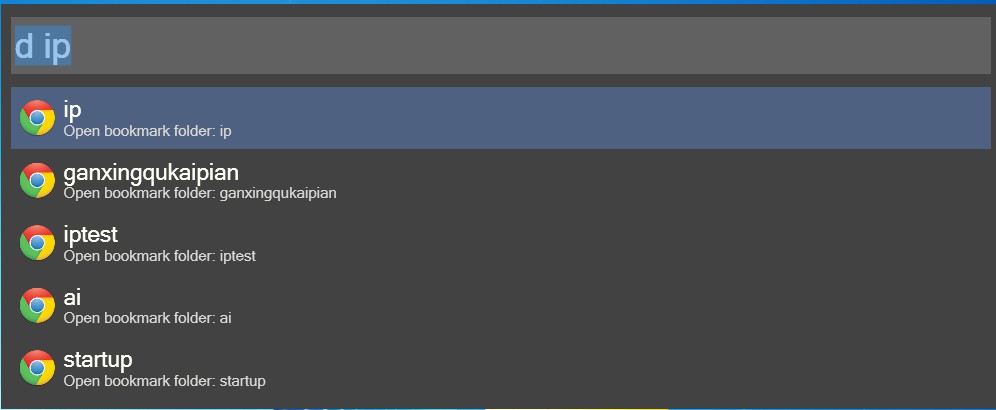 d ip
ip
Open bookmark folder: ip
ganxingqukaipian
Open bookmark folder: ganxingqukaipian
iptest
Open bookmark folder: iptest
ai
Open bookmark folder: ai
startup
Open bookmark folder: startup